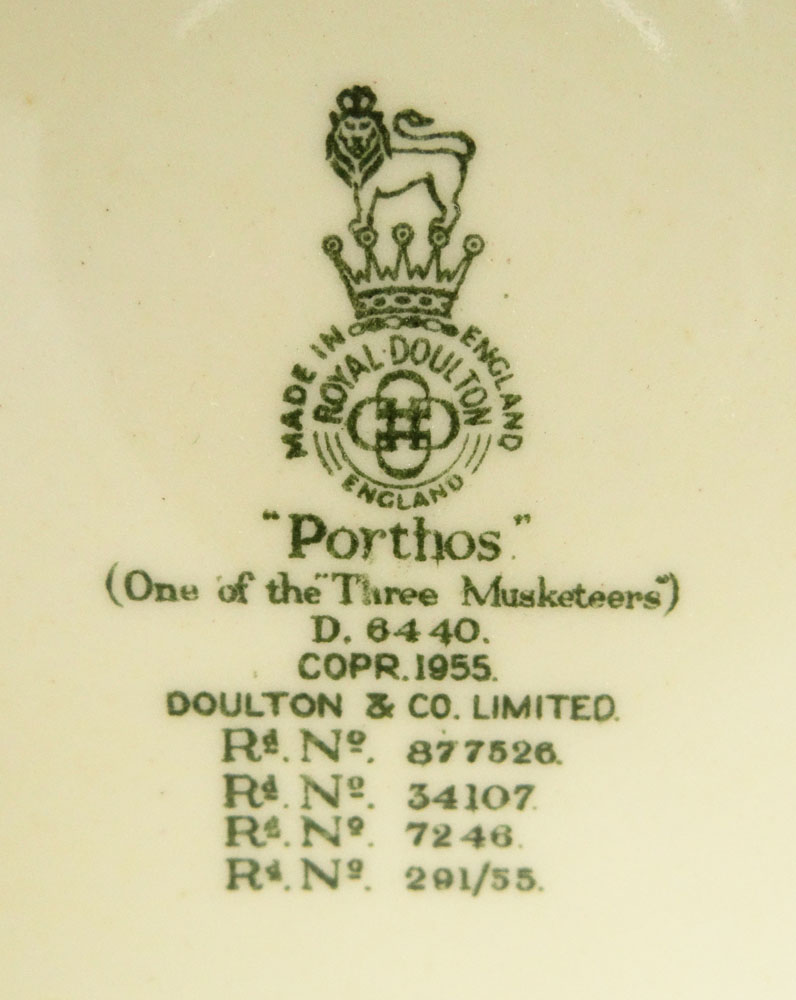 MADE IN ENGLAND
ROYAL·DOULTON
ENGLAND
"Porthos."
(One of the "Three Musketeers")
D. 6440.
COPR. 1955.
DOULTON & CO. LIMITED.
Rd. No. 877526.
Rd. No. 34107.
Rd. No. 7246.
Rd. No. 291/55.